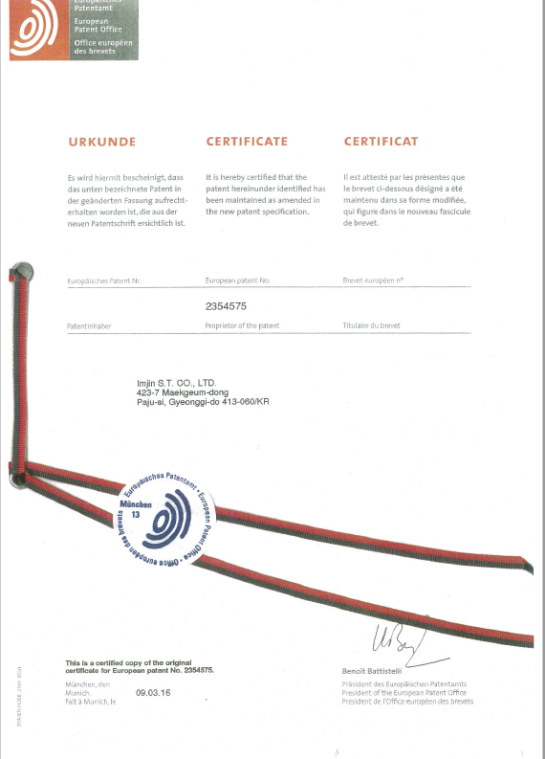 Europäisches
Patentamt
European
Patent Office
Office européen
des brevets
URKUNDE
Es wird hiermit bescheinigt, dass
das unten bezeichnete Patent in
der geänderten Fassung aufrecht-
erhalten worden ist, die aus der
neuen Patentschrift ersichtlich ist.
CERTIFICATE
It is hereby certified that the
patent hereinunder identified has
been maintained as amended in
the new patent specification.
CERTIFICAT
Il est attesté par les présentes que
le brevet ci-dessous désigné a été
maintenu dans sa forme modifiée,
qui figure dans le nouveau fascicule
de brevet.
Europäisches Patent Nr.
European patent No.
Brevet européen n°
2354575
Patentinhaber
Proprietor of the patent
Titulaire du brevet
Imjin S.T. CO., LTD.
423-7 Maekgeum-dong
Paju-si, Gyeonggi-do 413-060/KR
Europäisches Patentamt • European Patent Office • Office européen des brevets
München
13
This is a certified copy of the original
certificate for European patent No. 2354575.
München, den
Munich,
Fait à Munich, le
09.03.16
Benoît Battistelli
Präsident des Europäischen Patentamts
President of the European Patent Office
Président de l'Office européen des brevets